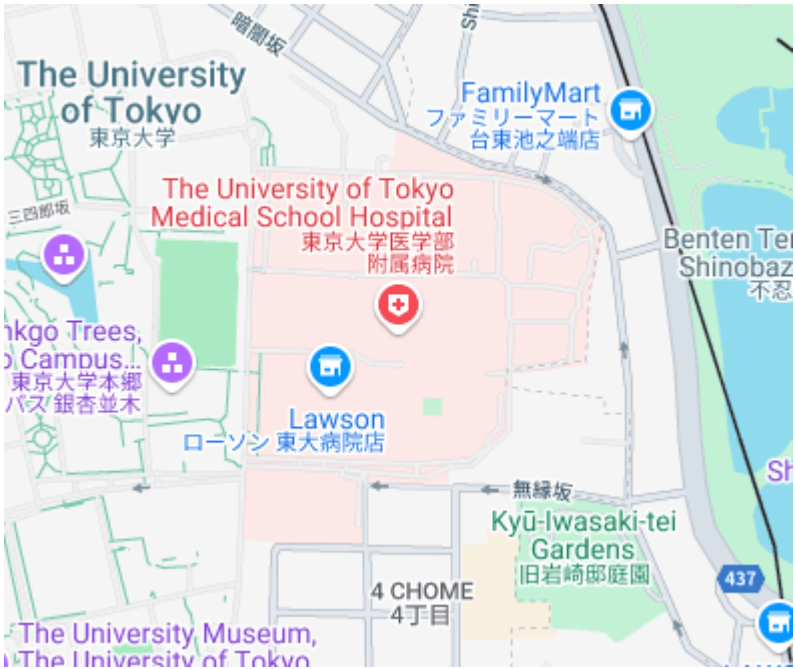 暗闇坂
Shi
The University
of Tokyo
東京大学
FamilyMart
ファミリーマート
台東池之端店
The University of Tokyo
Medical School Hospital
東京大学医学部
附属病院
三四郎坂
Benten Te
Shinobaz
不忍
nkgo Trees,
o Campus...
東京大学本郷
パス 銀杏並木
Lawson
ローソン 東大病院店
Sh
無縁坂
Kyū-Iwasaki-tei
Gardens
旧岩崎邸庭園
437
4 CHOME
4丁目
The University Museum,
The University of Tokyo